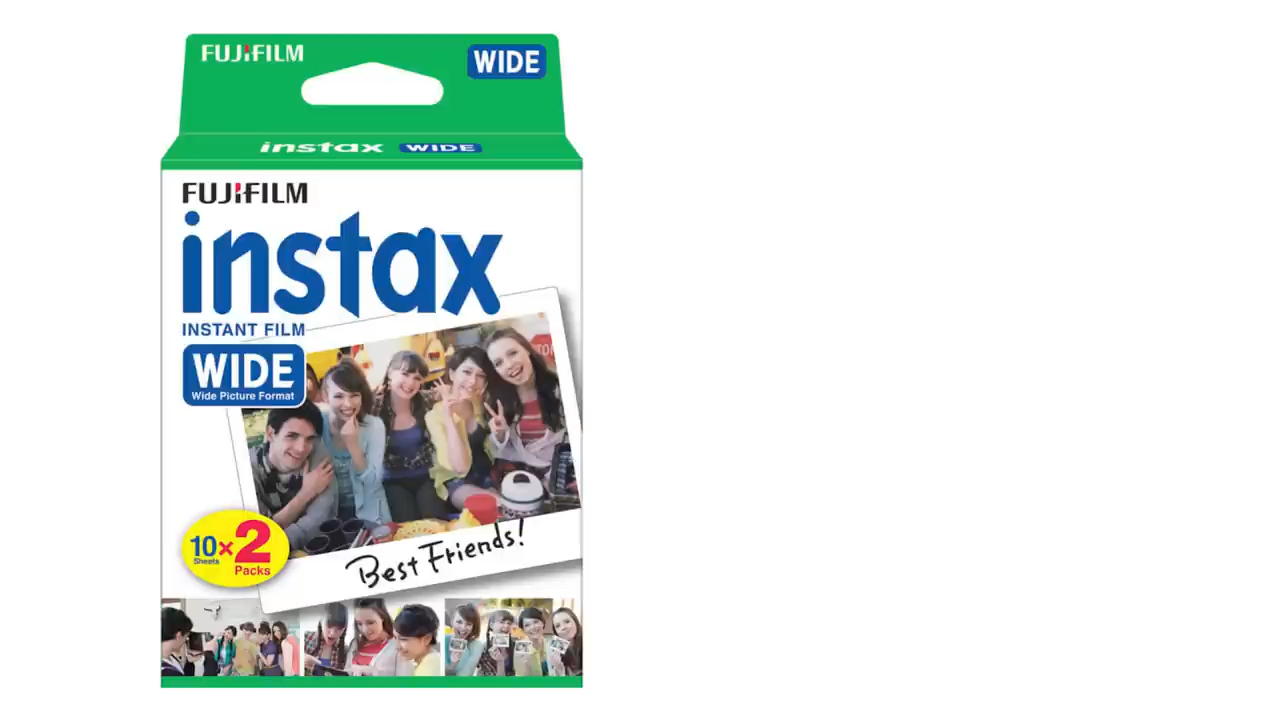 FUJIFILM
WIDE
instax WIDE
FUJIFILM
instax
INSTANT FILM
WIDE
Wide Picture Format
10×2
Sheets
Packs
Best Friends!